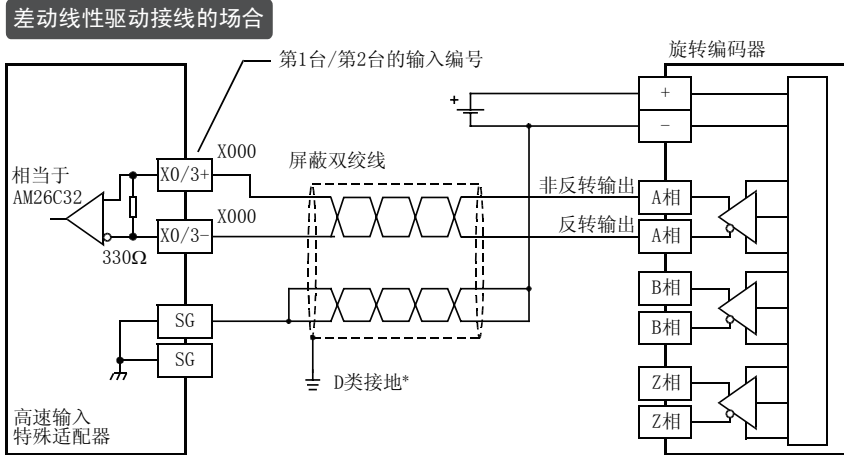 差动线性驱动接线的场合
第1台/第2台的输入编号
旋转编码器
+
+
−
X000
相当于
AM26C32
X0/3+
屏蔽双绞线
非反转输出
A相
X000
反转输出
A相
X0/3−
330Ω
B相
B相
SG
SG
D类接地*
Z相
Z相
高速输入
特殊适配器